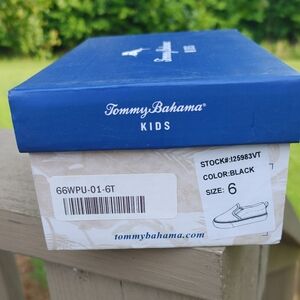 Tommy Bahama
KIDS
66WPU-01-6T
STOCK#:I25983VT
COLOR:BLACK
SIZE: 6
tommybahama.com